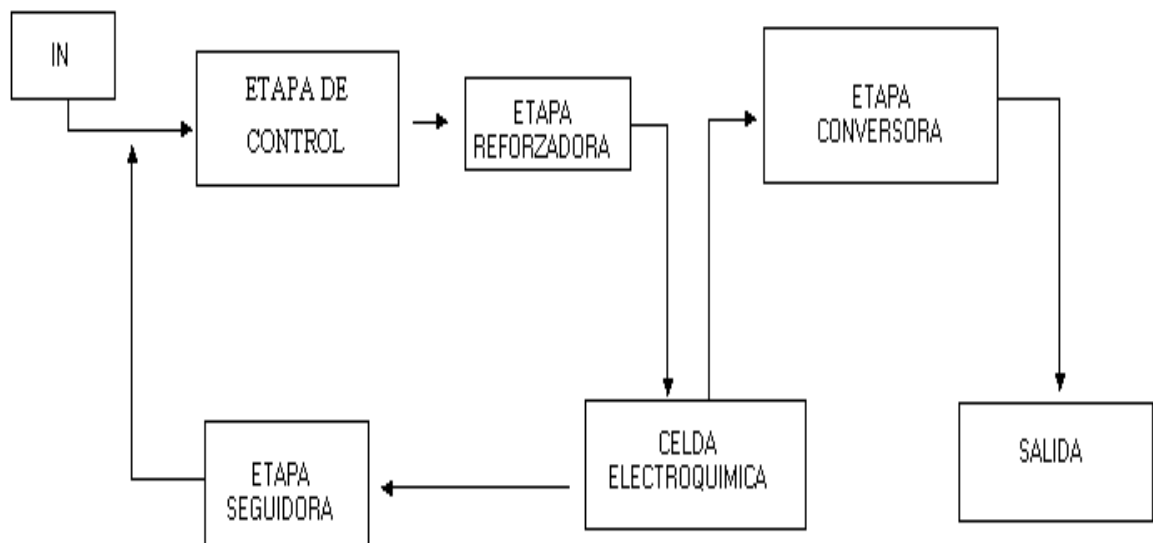 IN
ETAPA DE
CONTROL
ETAPA
REFORZADORA
ETAPA
CONVERSORA
CELDA
ELECTROQUIMICA
SALIDA
ETAPA
SEGUIDORA